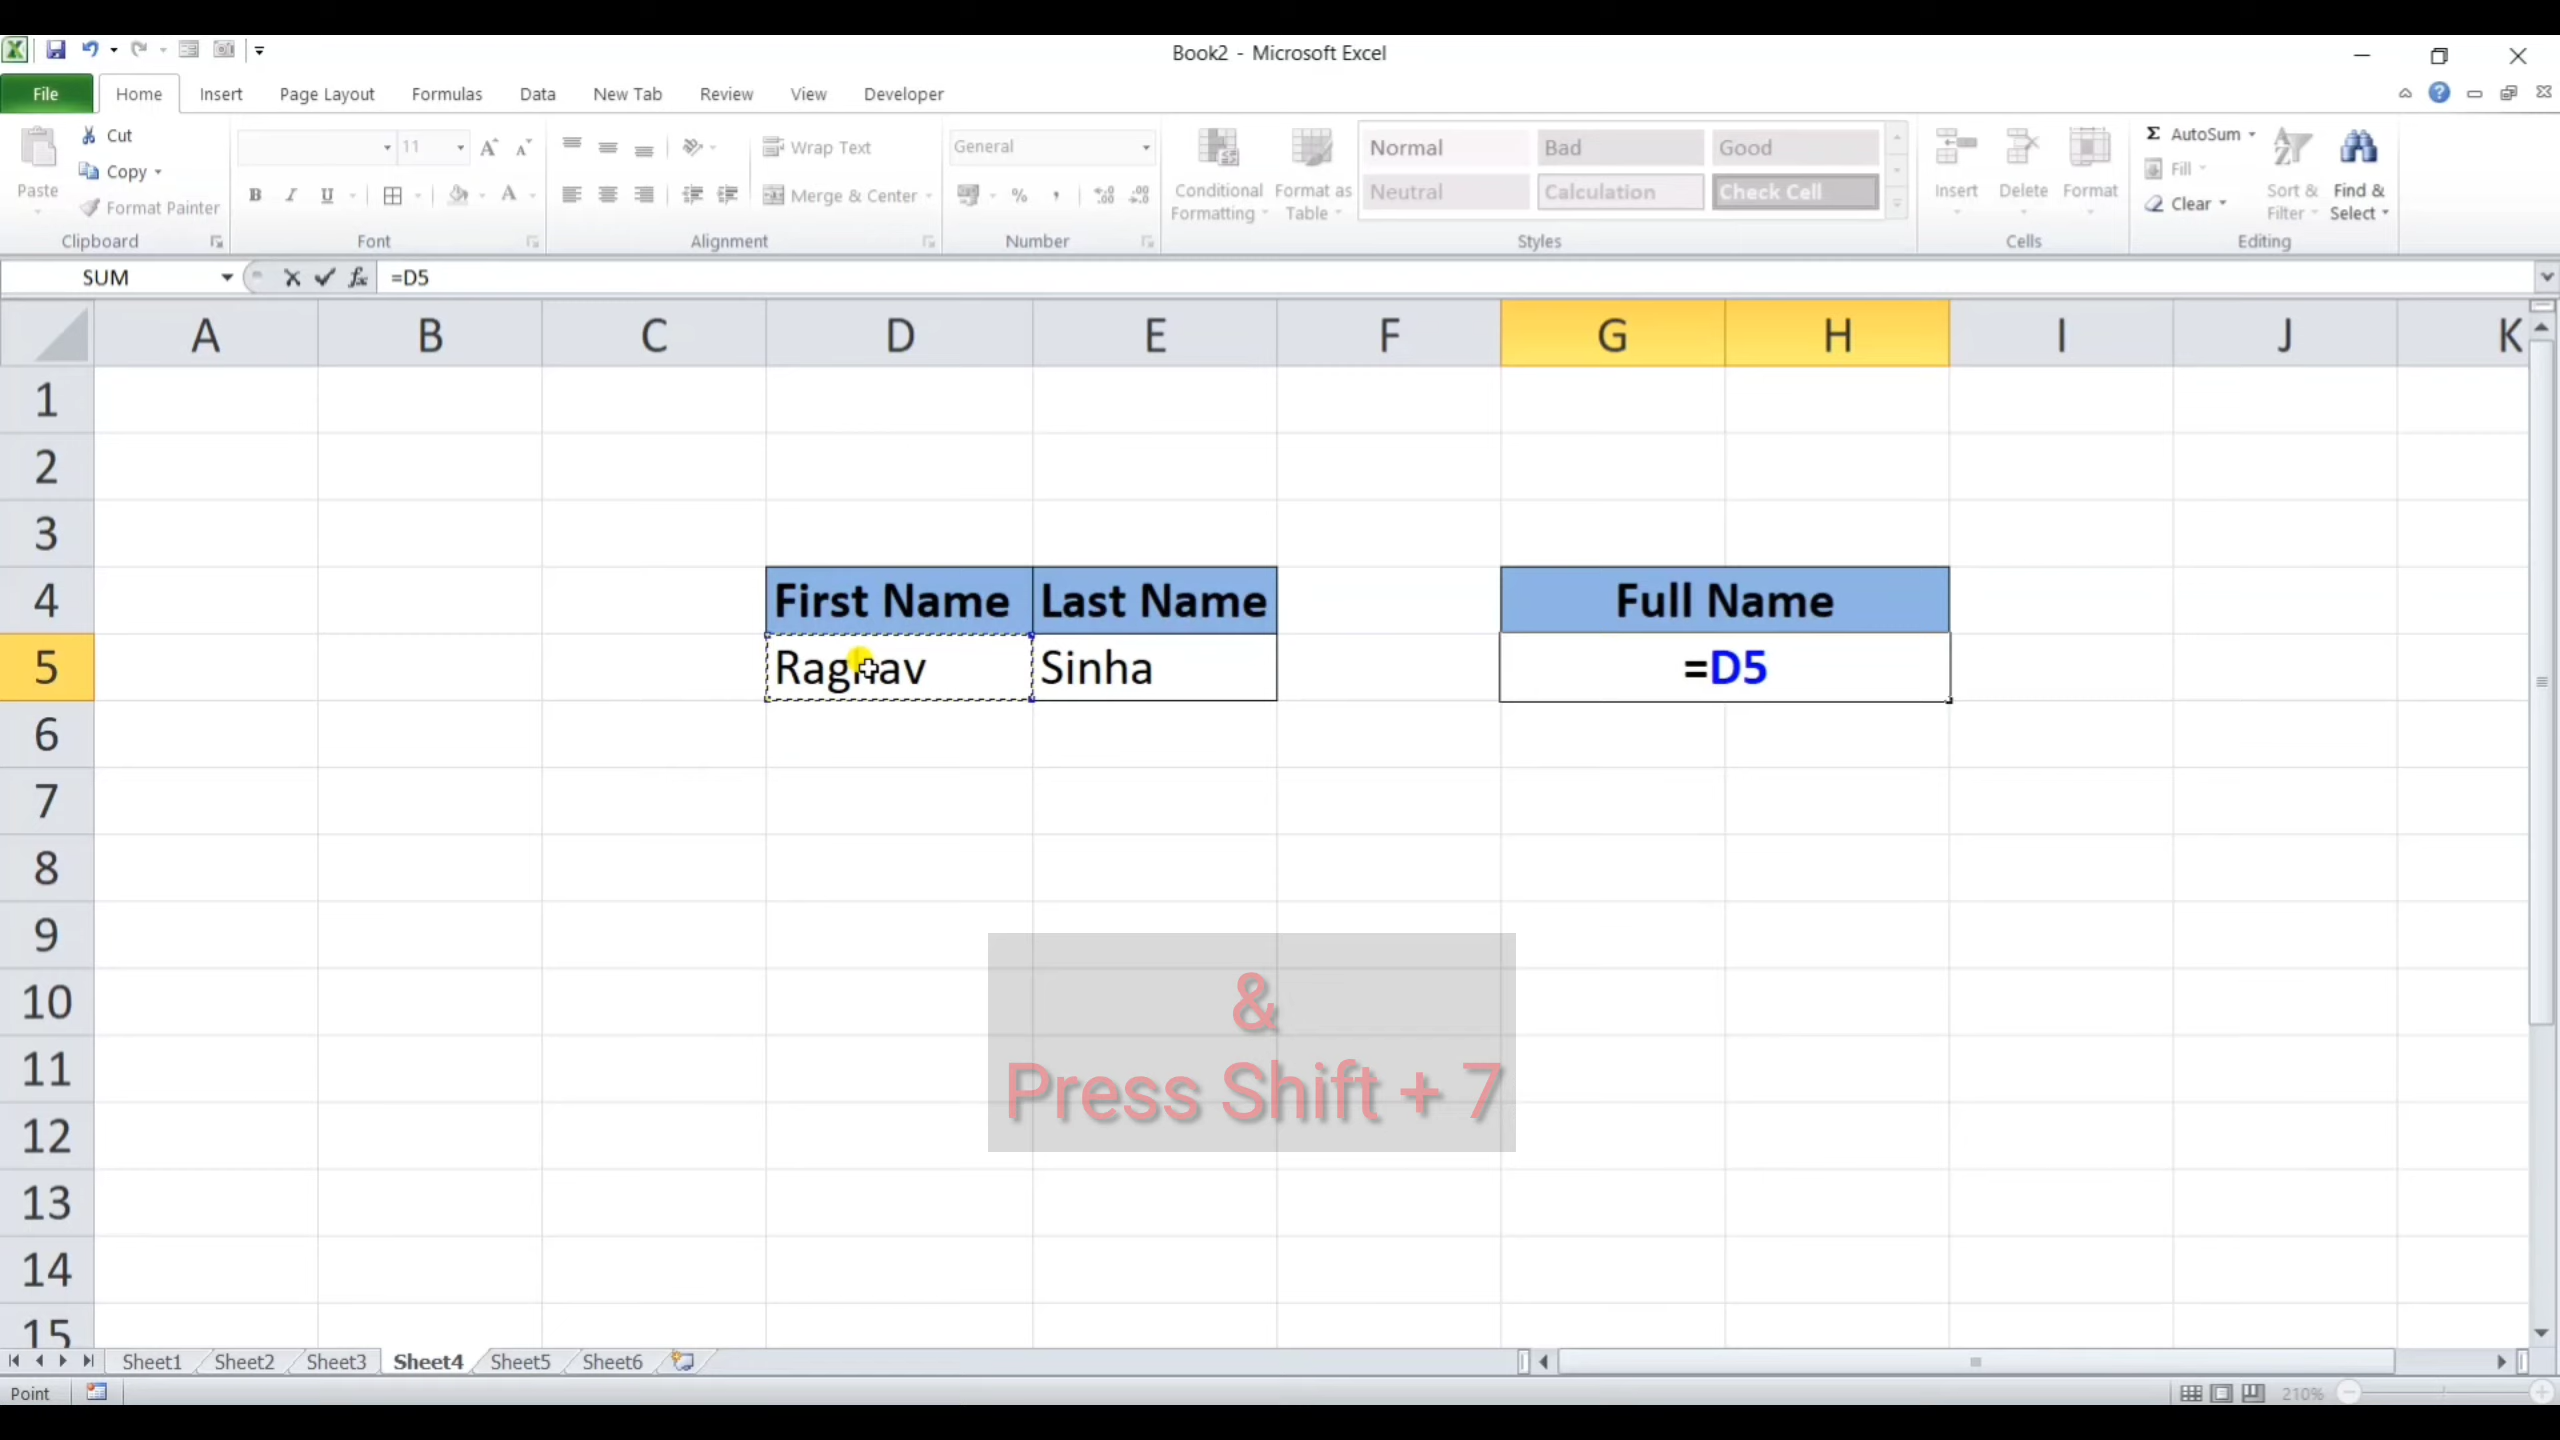 Book2 - Microsoft Excel
File Home Insert Page Layout Formulas Data New Tab Review View Developer
Paste
Cut
Copy
Format Painter
Clipboard
11
B I U
Font
Wrap Text
Merge & Center
Alignment
General
%
,
Number
Conditional Formatting
Format as Table
Normal Bad Good
Neutral Calculation Check Cell
Styles
Insert Delete Format
Cells
AutoSum
Fill
Clear
Sort & Filter
Find & Select
Editing
SUM fx =D5
A B C D E F G H I J K
1
2
3
4 First Name Last Name Full Name
5 Raghav Sinha =D5
6
7
8
9
10
11
12
13
14
15
&
Press Shift + 7
Sheet1 Sheet2 Sheet3 Sheet4 Sheet5 Sheet6
Point 210%